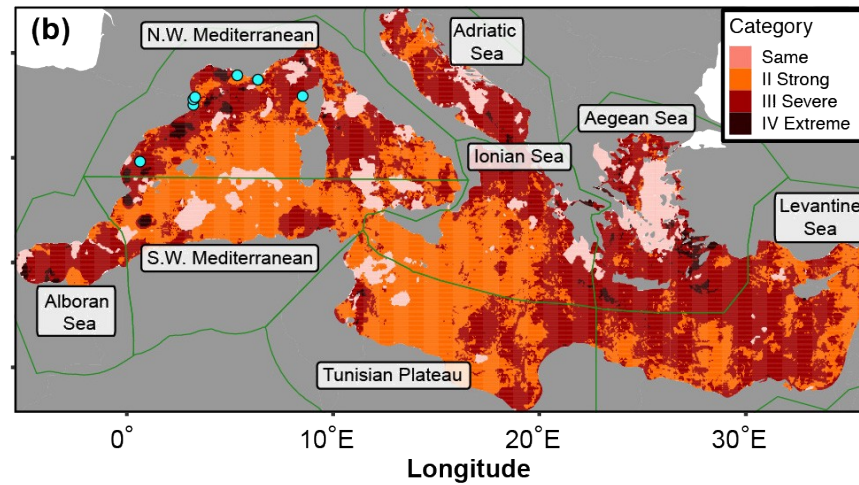 (b)
N.W. Mediterranean
Adriatic
Sea
Category
Same
II Strong
III Severe
IV Extreme
Aegean Sea
Ionian Sea
Levantine
Sea
S.W. Mediterranean
Alboran
Sea
Tunisian Plateau
0°
10°E
20°E
30°E
Longitude